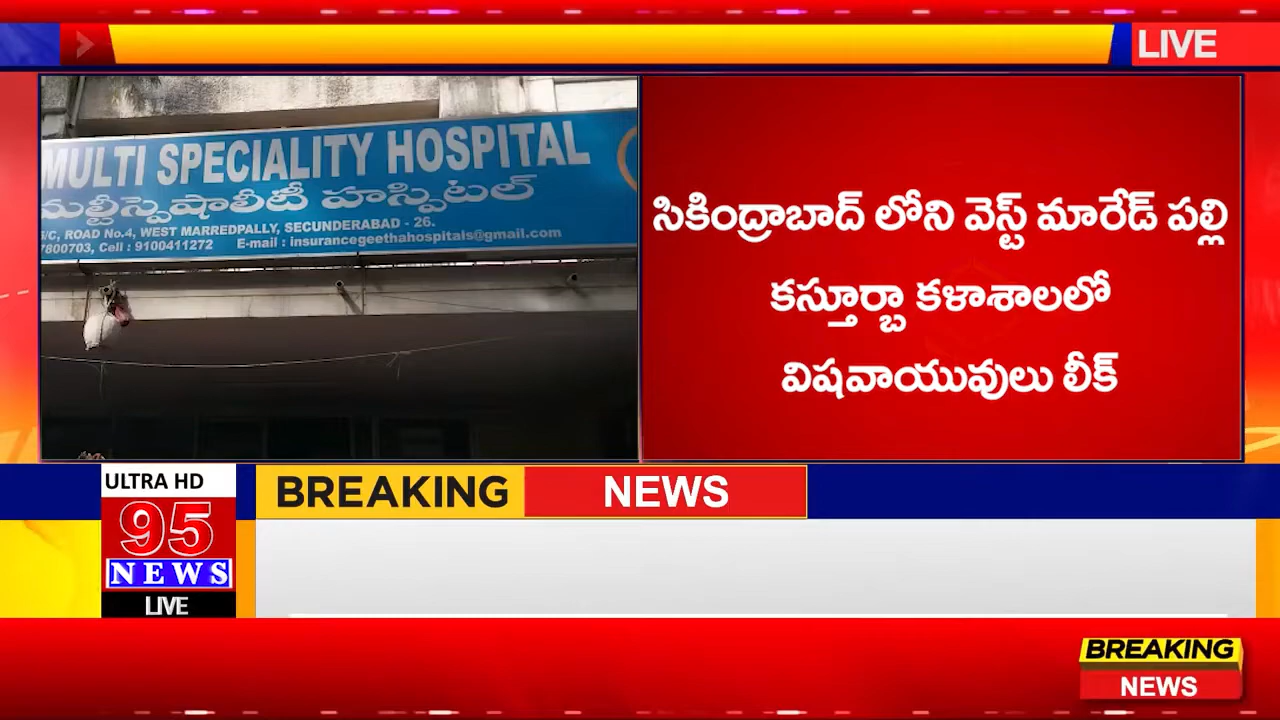 LIVE
MULTI SPECIALITY HOSPITAL
మల్టీస్పెషాలిటీ హాస్పిటల్
ROAD No.4, WEST MARREDPALLY, SECUNDERABAD - 26.
7800703, Cell : 9100411272 E-mail : insurancegeethahospitals@gmail.com
సికింద్రాబాద్ లోని వెస్ట్ మారేడ్ పల్లి
కస్తూర్బా కళాశాలలో
విషవాయువులు లీక్
ULTRA HD
95
NEWS
LIVE
BREAKING NEWS
BREAKING
NEWS